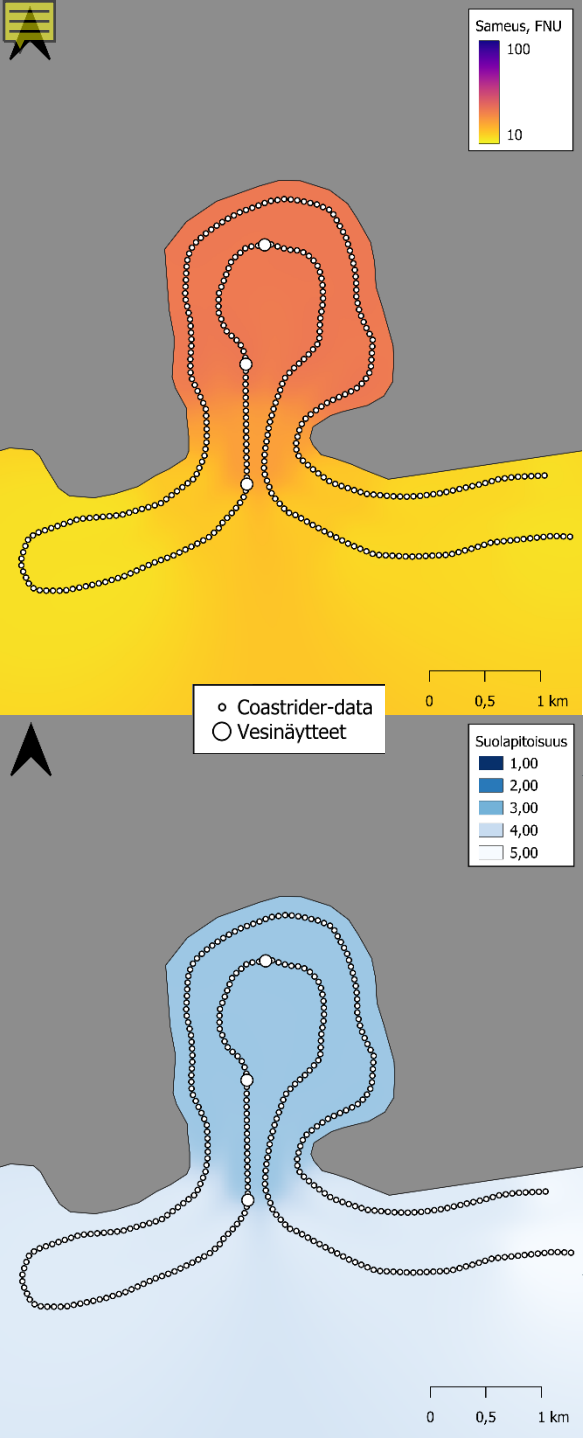 Sameus, FNU
100
10
0 0,5 1 km
Coastrider-data
Vesinäytteet
Suolapitoisuus
1,00
2,00
3,00
4,00
5,00
0 0,5 1 km